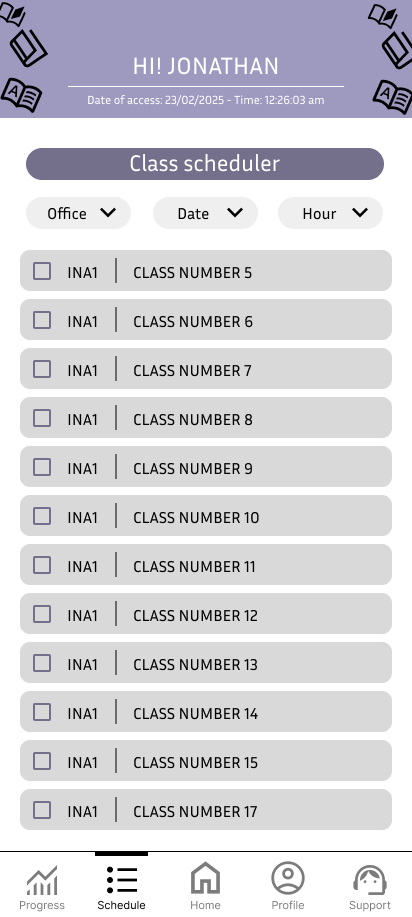 HI! JONATHAN
Date of access: 23/02/2025 - Time: 12:26:03 am
Class scheduler
Office Date Hour
INA1 CLASS NUMBER 5
INA1 CLASS NUMBER 6
INA1 CLASS NUMBER 7
INA1 CLASS NUMBER 8
INA1 CLASS NUMBER 9
INA1 CLASS NUMBER 10
INA1 CLASS NUMBER 11
INA1 CLASS NUMBER 12
INA1 CLASS NUMBER 13
INA1 CLASS NUMBER 14
INA1 CLASS NUMBER 15
INA1 CLASS NUMBER 17
Progress Schedule Home Profile Support